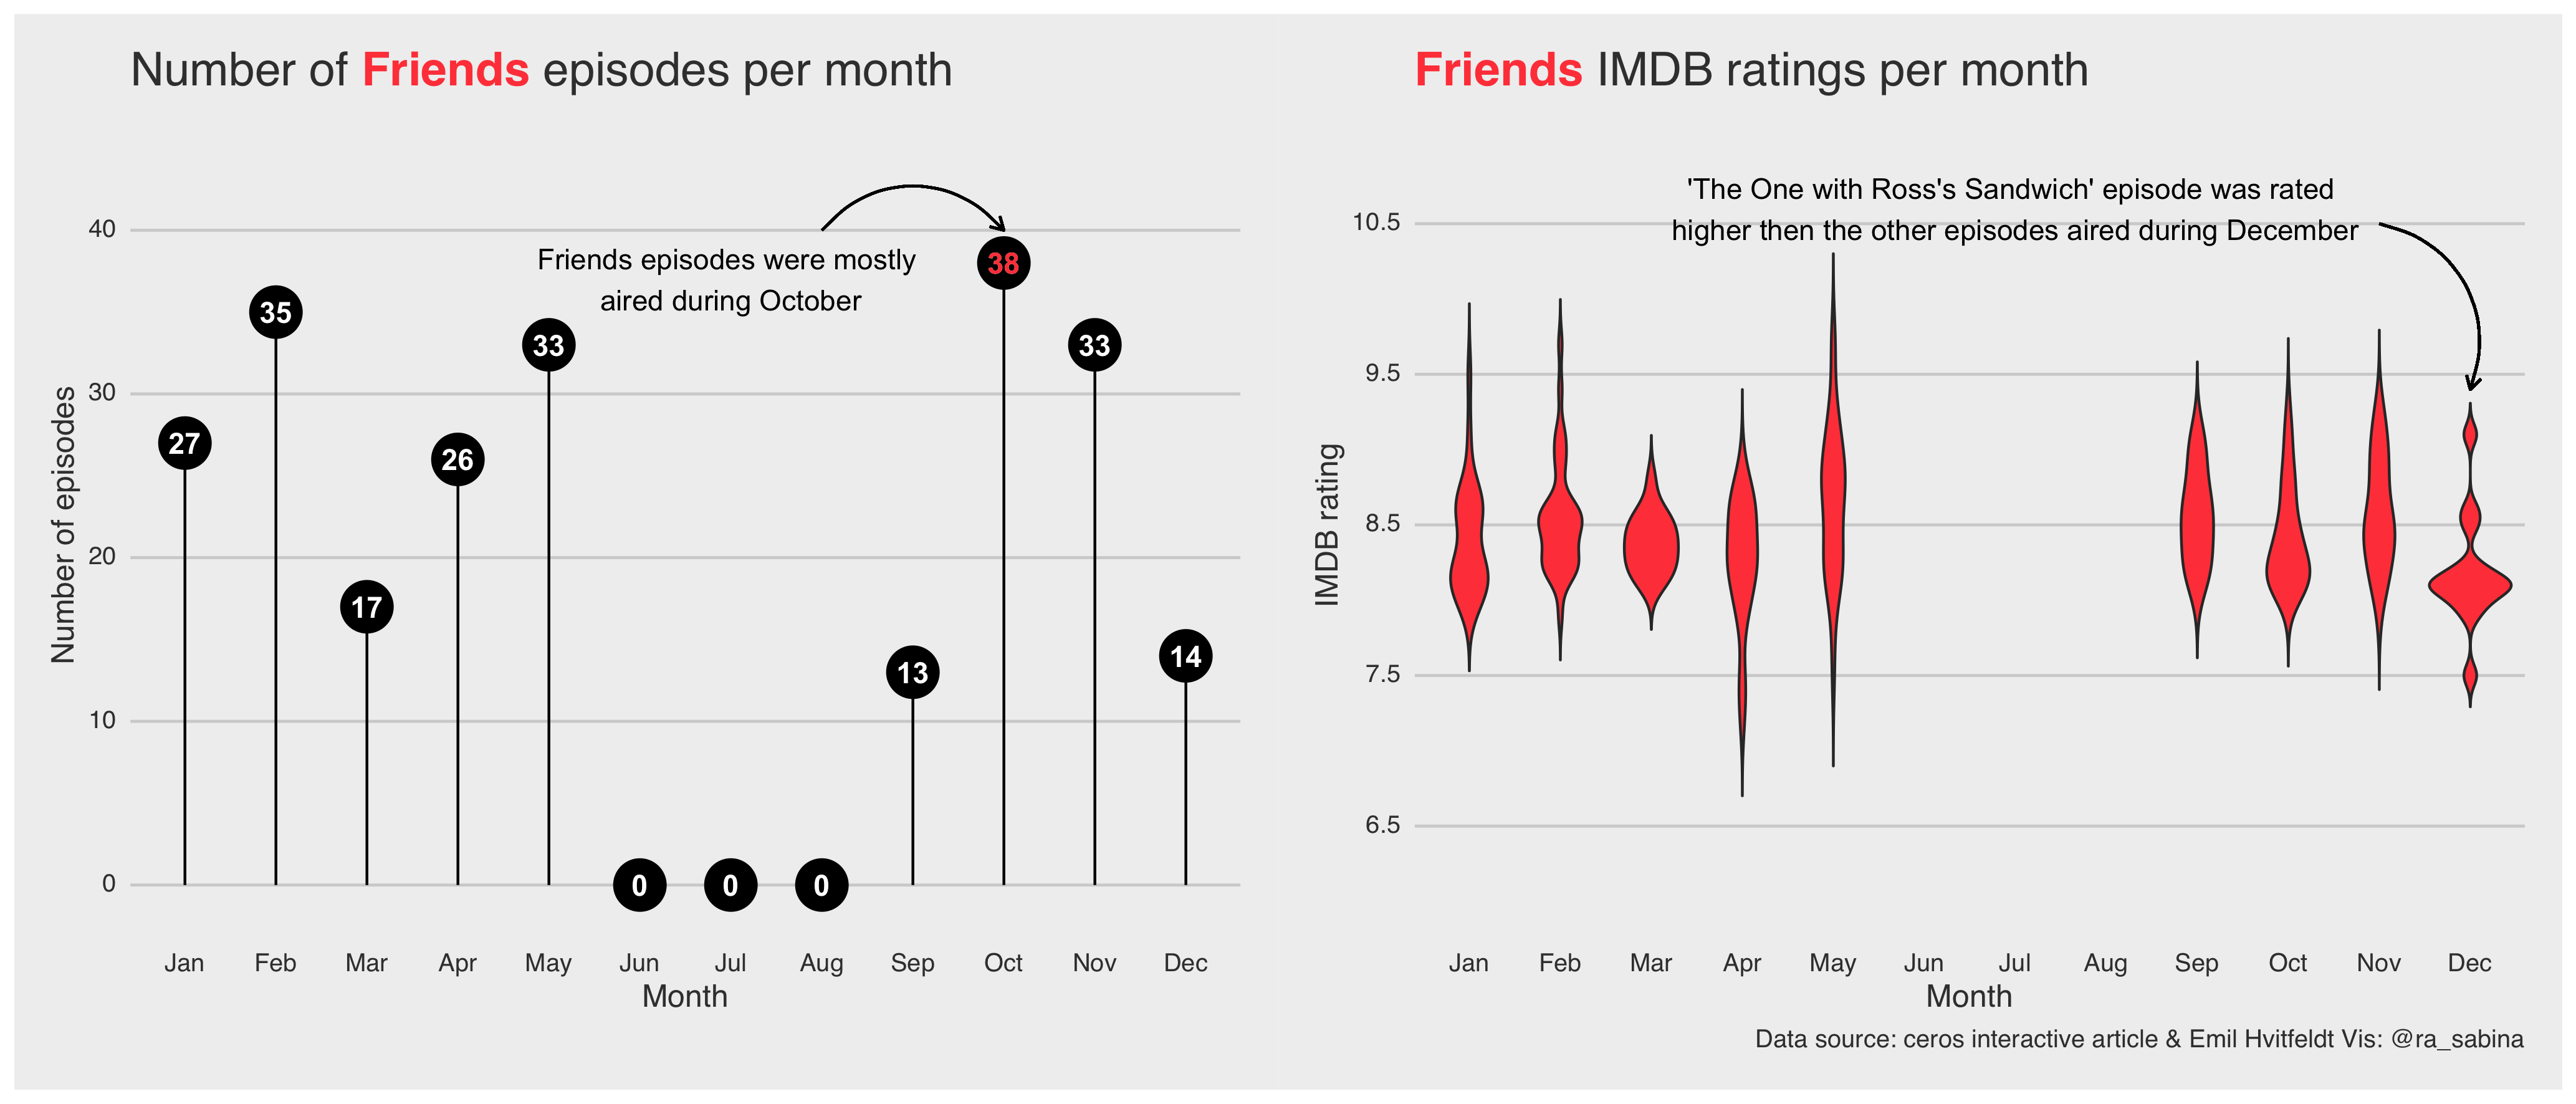 Number of Friends episodes per month
40
30
20
10
0
Number of episodes
Friends episodes were mostly
aired during October
27
35
17
26
33
0
0
0
13
38
33
14
Jan Feb Mar Apr May Jun Jul Aug Sep Oct Nov Dec
Month
Friends IMDB ratings per month
'The One with Ross's Sandwich' episode was rated
higher then the other episodes aired during December
10.5
9.5
8.5
7.5
6.5
IMDB rating
Jan Feb Mar Apr May Jun Jul Aug Sep Oct Nov Dec
Month
Data source: ceros interactive article & Emil Hvitfeldt Vis: @ra_sabina